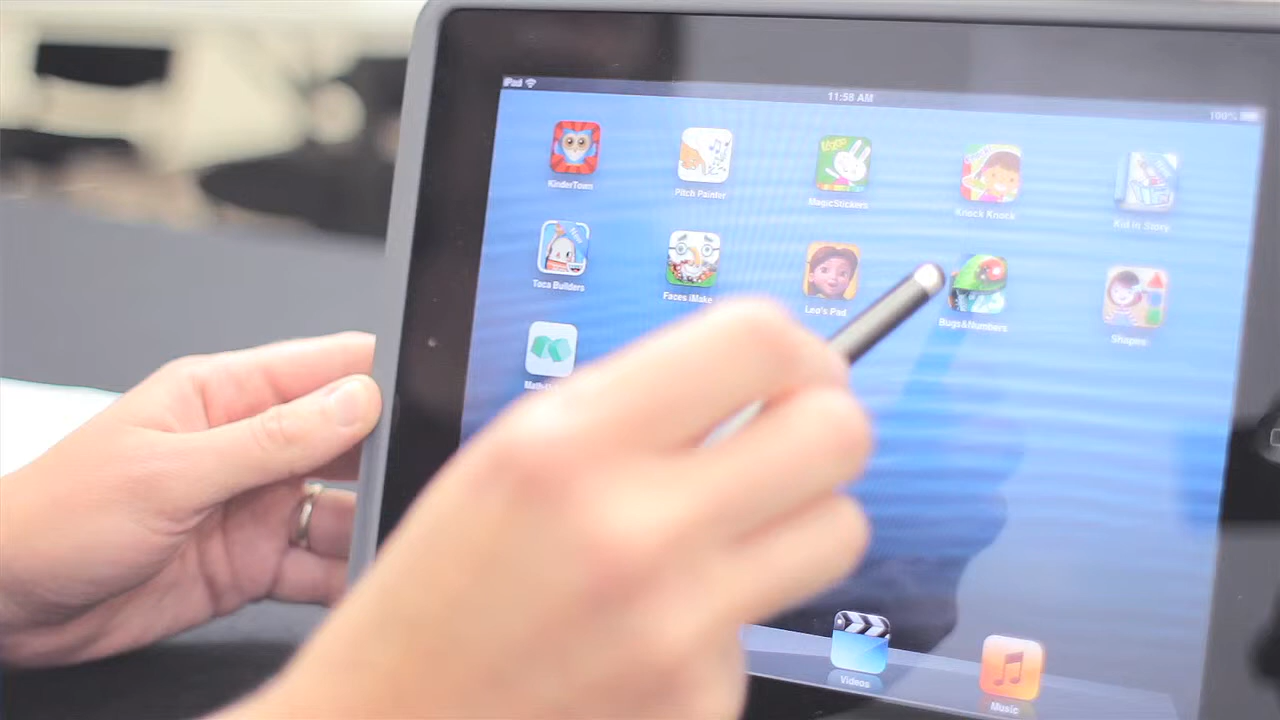 iPad
11:58 AM
100%
KinderTown
Pitch Painter
MagicStickers
Knock Knock
Kid in Story
Toca Builders
Faces iMake
Leo's Pad
Bugs&Numbers
Shapes
Videos
Music